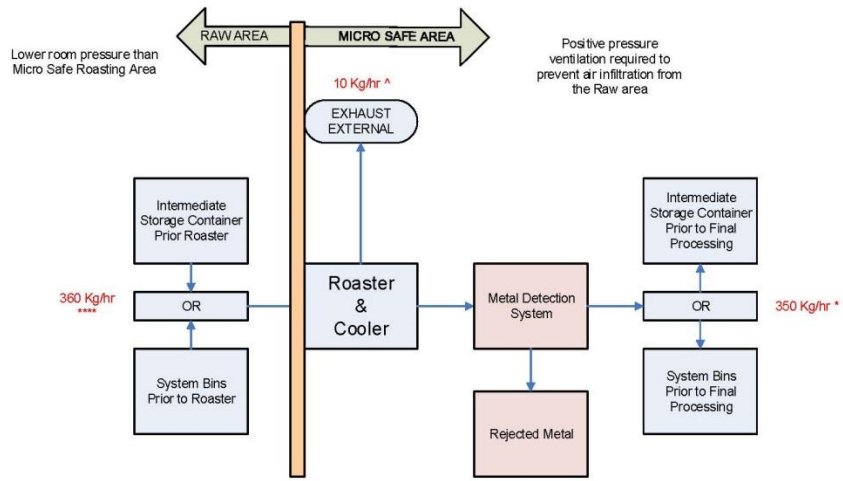 RAW AREA
MICRO SAFE AREA
Lower room pressure than
Micro Safe Roasting Area
Positive pressure
ventilation required to
prevent air infiltration from
the Raw area
10 Kg/hr ^
EXHAUST
EXTERNAL
Intermediate
Storage Container
Prior Roaster
Intermediate
Storage Container
Prior to Final
Processing
360 Kg/hr
****
OR
Roaster
&
Cooler
Metal Detection
System
OR
350 Kg/hr *
System Bins
Prior to Roaster
Rejected Metal
System Bins
Prior to Final
Processing